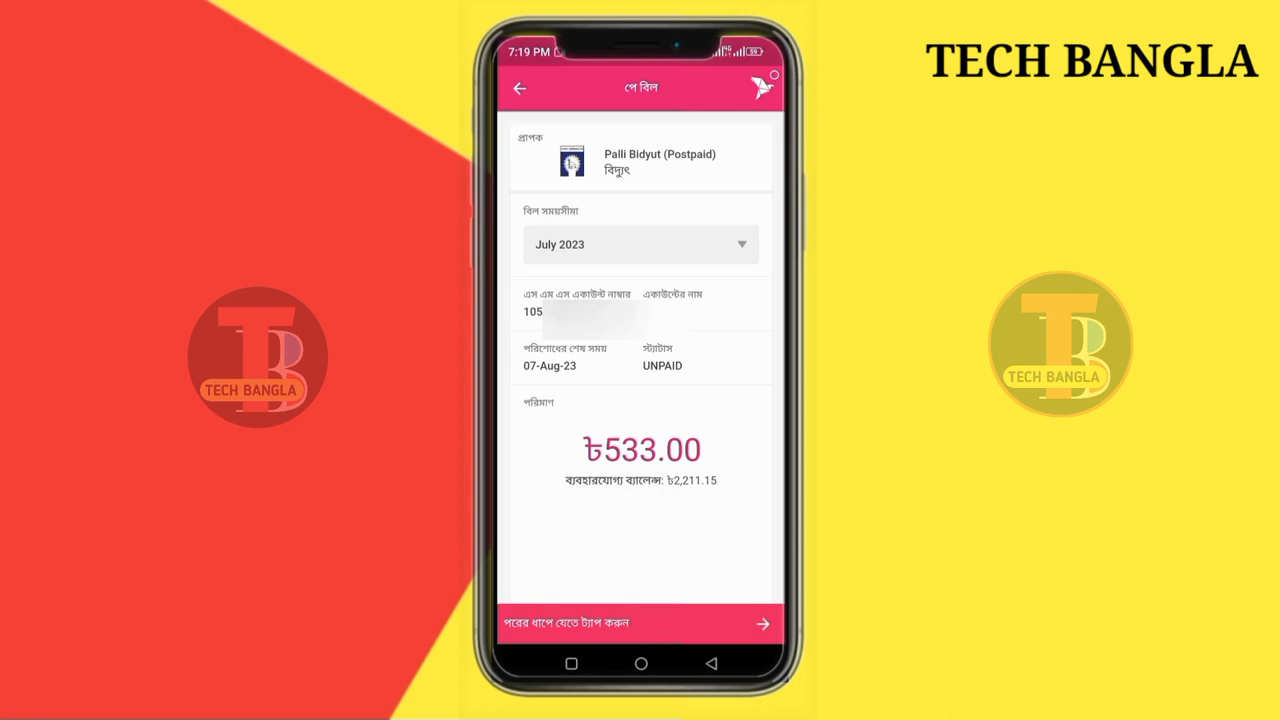 TECH BANGLA
7:19 PM
পে বিল
প্রাপক
Palli Bidyut (Postpaid)
বিদ্যুৎ
বিল সময়সীমা
July 2023
এস এম এস একাউন্ট নাম্বার একাউন্টের নাম
105
পরিশোধের শেষ সময় স্ট্যাটাস
07-Aug-23 UNPAID
পরিমাণ
৳533.00
ব্যবহারযোগ্য ব্যালেন্স: ৳2,211.15
পরের ধাপে যেতে ট্যাপ করুন
TB
TECH BANGLA
TB
TECH BANGLA